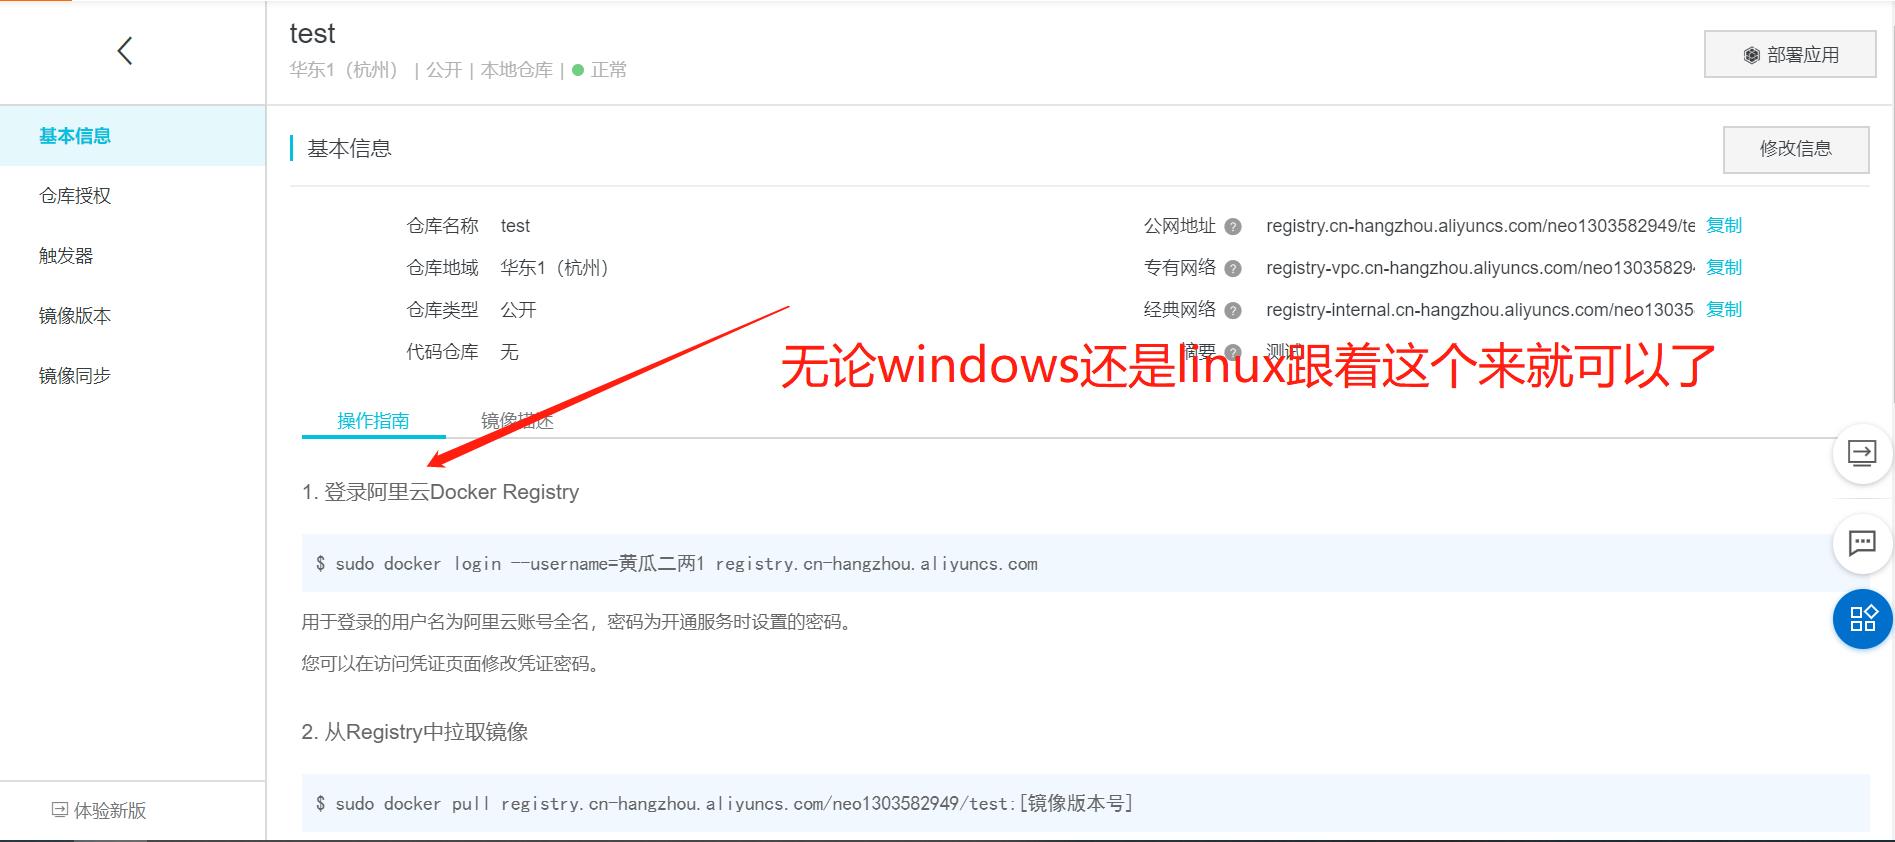 test
华东1（杭州） | 公开 | 本地仓库 | 正常
部署应用
基本信息
仓库授权
触发器
镜像版本
镜像同步
体验新版
基本信息
修改信息
仓库名称 test
公网地址 ? registry.cn-hangzhou.aliyuncs.com/neo1303582949/te 复制
仓库地域 华东1（杭州）
专有网络 ? registry-vpc.cn-hangzhou.aliyuncs.com/neo13035829 复制
仓库类型 公开
经典网络 ? registry-internal.cn-hangzhou.aliyuncs.com/neo13035 复制
代码仓库 无
摘要 ? 测试
无论windows还是linux跟着这个来就可以了
操作指南 镜像描述
1. 登录阿里云Docker Registry
$ sudo docker login --username=黄瓜二两1 registry.cn-hangzhou.aliyuncs.com
用于登录的用户名为阿里云账号全名，密码为开通服务时设置的密码。
您可以在访问凭证页面修改凭证密码。
2. 从Registry中拉取镜像
$ sudo docker pull registry.cn-hangzhou.aliyuncs.com/neo1303582949/test:[镜像版本号]